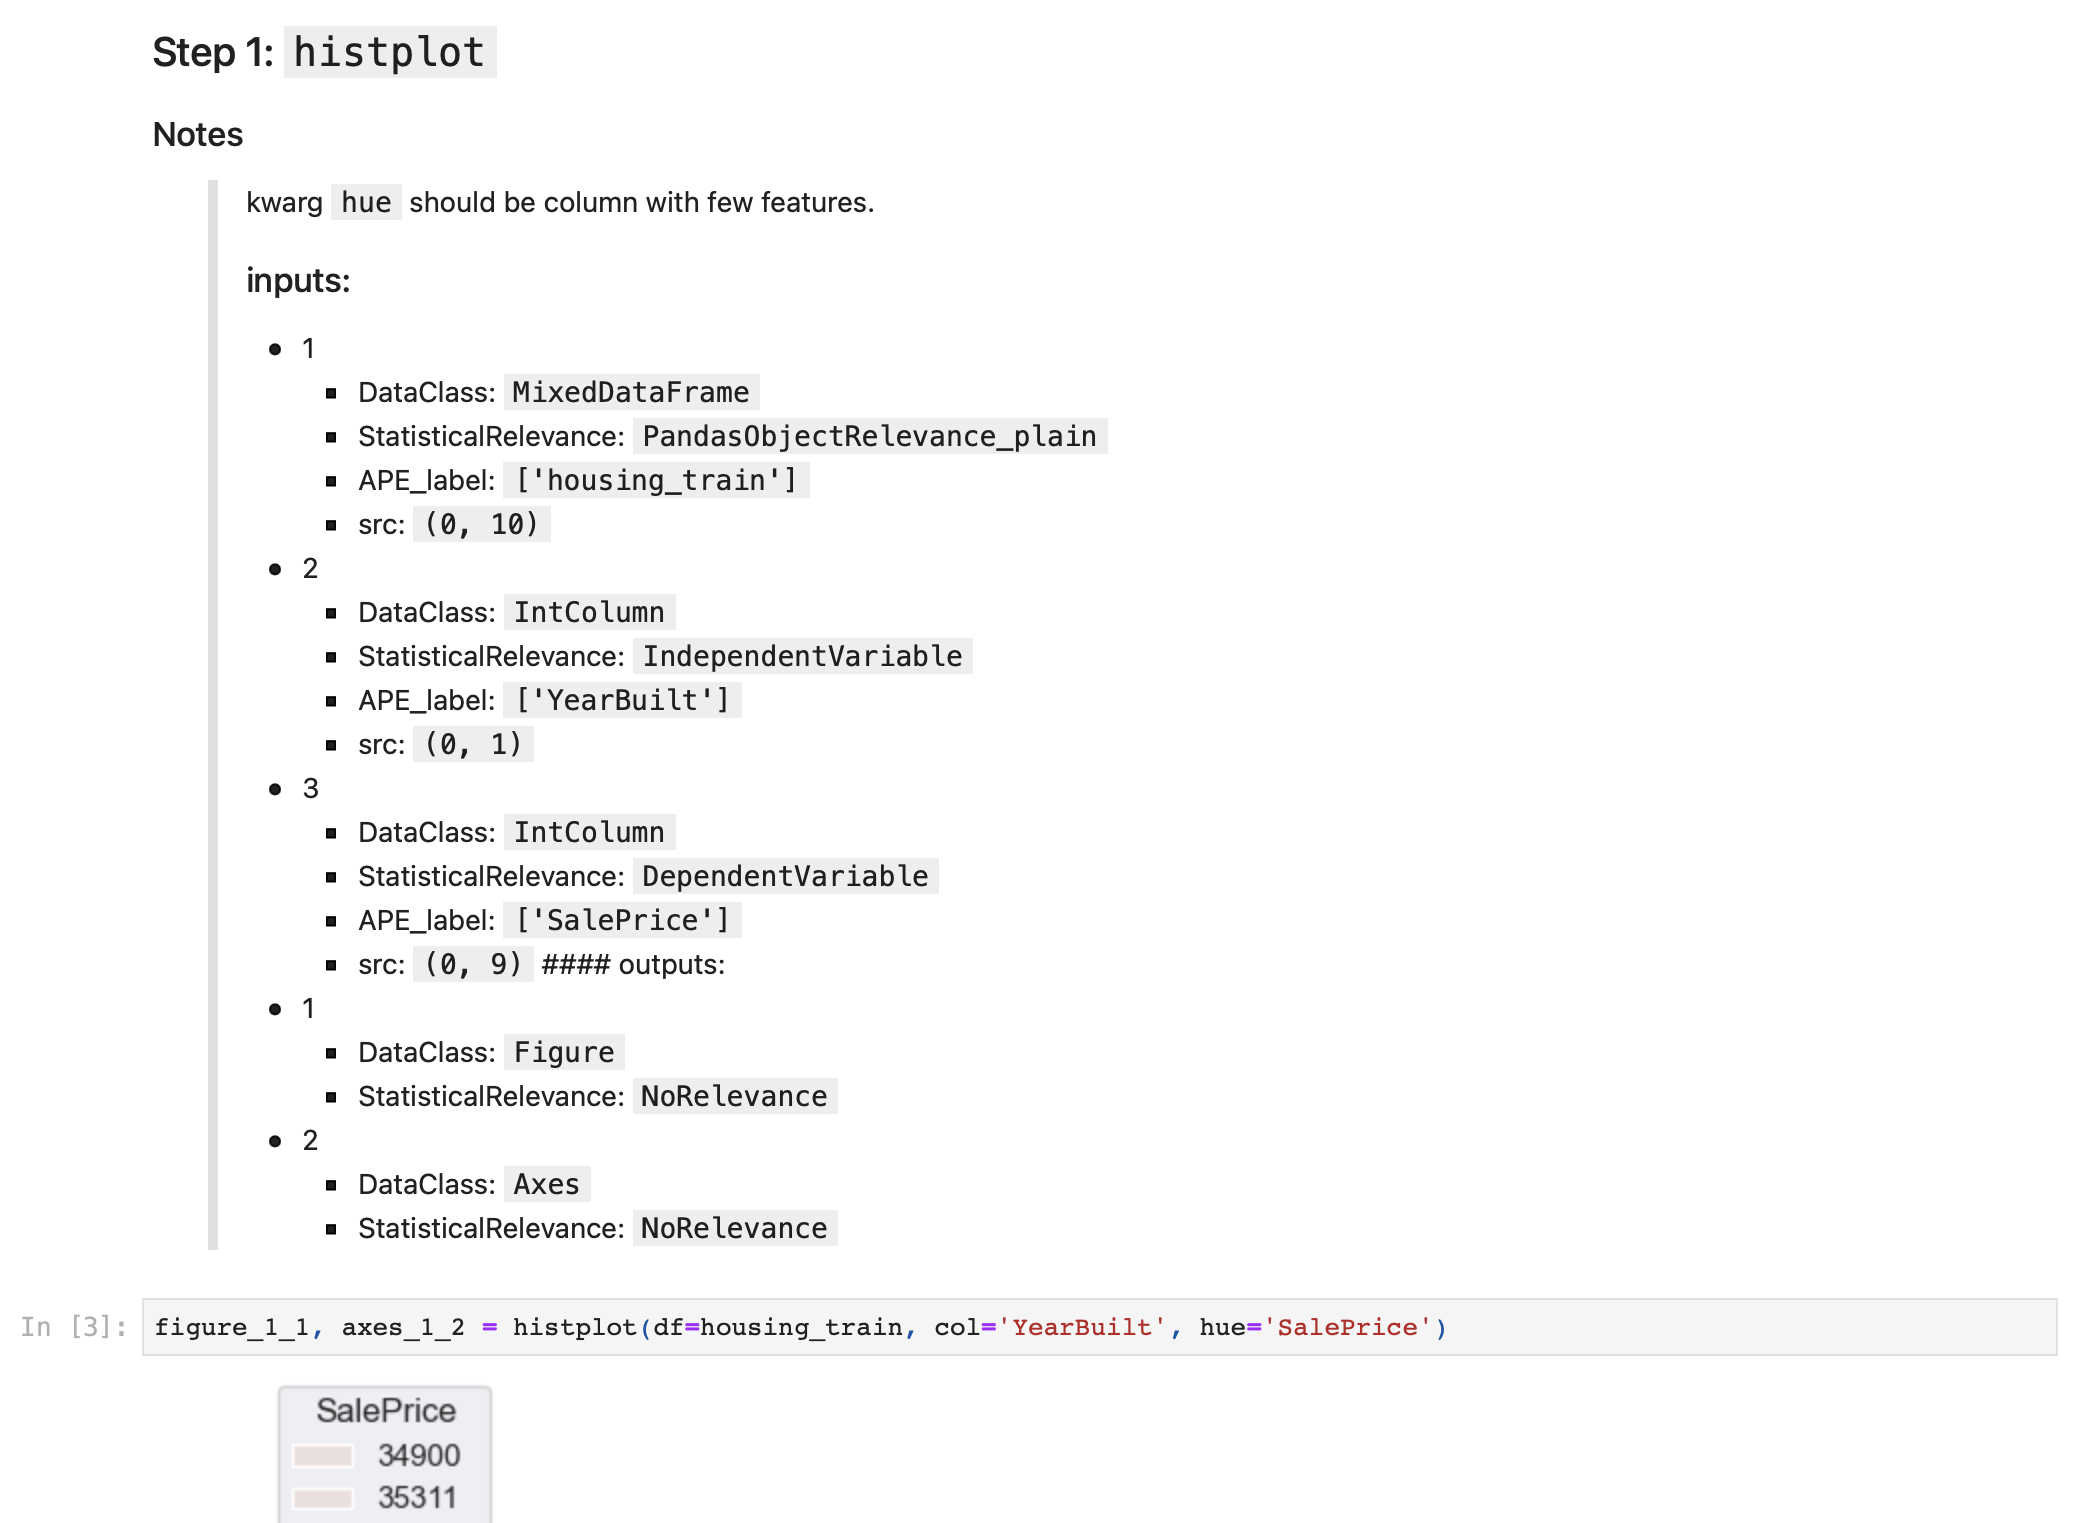 Step 1: histplot
Notes
kwarg hue should be column with few features.
inputs:
1
DataClass: MixedDataFrame
StatisticalRelevance: PandasObjectRelevance_plain
APE_label: ['housing_train']
src: (0, 10)
2
DataClass: IntColumn
StatisticalRelevance: IndependentVariable
APE_label: ['YearBuilt']
src: (0, 1)
3
DataClass: IntColumn
StatisticalRelevance: DependentVariable
APE_label: ['SalePrice']
src: (0, 9) #### outputs:
1
DataClass: Figure
StatisticalRelevance: NoRelevance
2
DataClass: Axes
StatisticalRelevance: NoRelevance
In [3]: figure_1_1, axes_1_2 = histplot(df=housing_train, col='YearBuilt', hue='SalePrice')
SalePrice
34900
35311